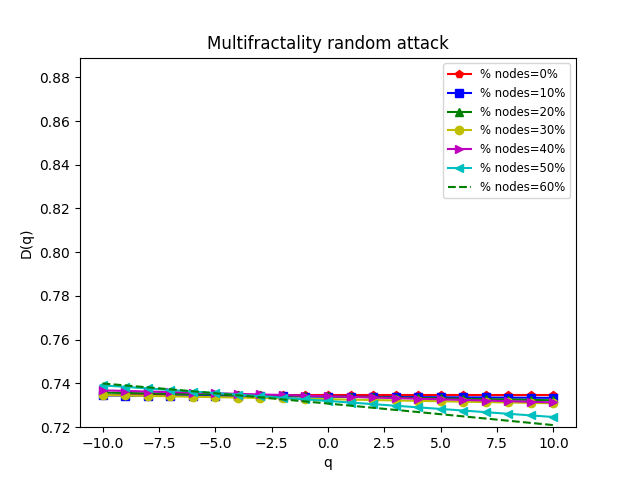 Multifractality random attack
% nodes=0%
% nodes=10%
% nodes=20%
% nodes=30%
% nodes=40%
% nodes=50%
% nodes=60%
0.88
0.86
0.84
0.82
0.80
0.78
0.76
0.74
0.72
D(q)
−10.0 −7.5 −5.0 −2.5 0.0 2.5 5.0 7.5 10.0
q